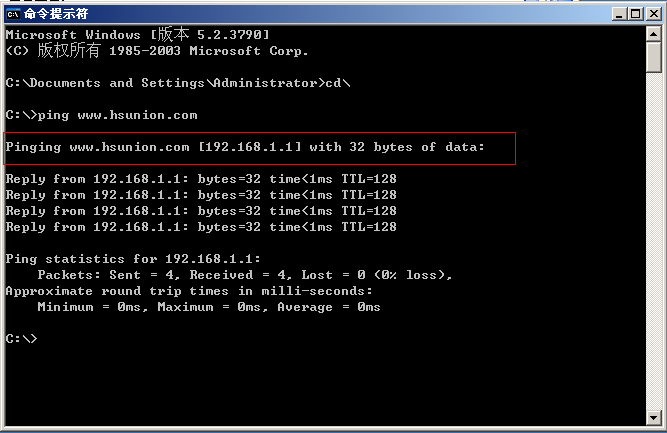 命令提示符
Microsoft Windows [版本 5.2.3790]
(C) 版权所有 1985-2003 Microsoft Corp.
C:\Documents and Settings\Administrator>cd\
C:\>ping www.hsunion.com
Pinging www.hsunion.com [192.168.1.1] with 32 bytes of data:
Reply from 192.168.1.1: bytes=32 time<1ms TTL=128
Reply from 192.168.1.1: bytes=32 time<1ms TTL=128
Reply from 192.168.1.1: bytes=32 time<1ms TTL=128
Reply from 192.168.1.1: bytes=32 time<1ms TTL=128
Ping statistics for 192.168.1.1:
Packets: Sent = 4, Received = 4, Lost = 0 (0% loss),
Approximate round trip times in milli-seconds:
Minimum = 0ms, Maximum = 0ms, Average = 0ms
C:\>